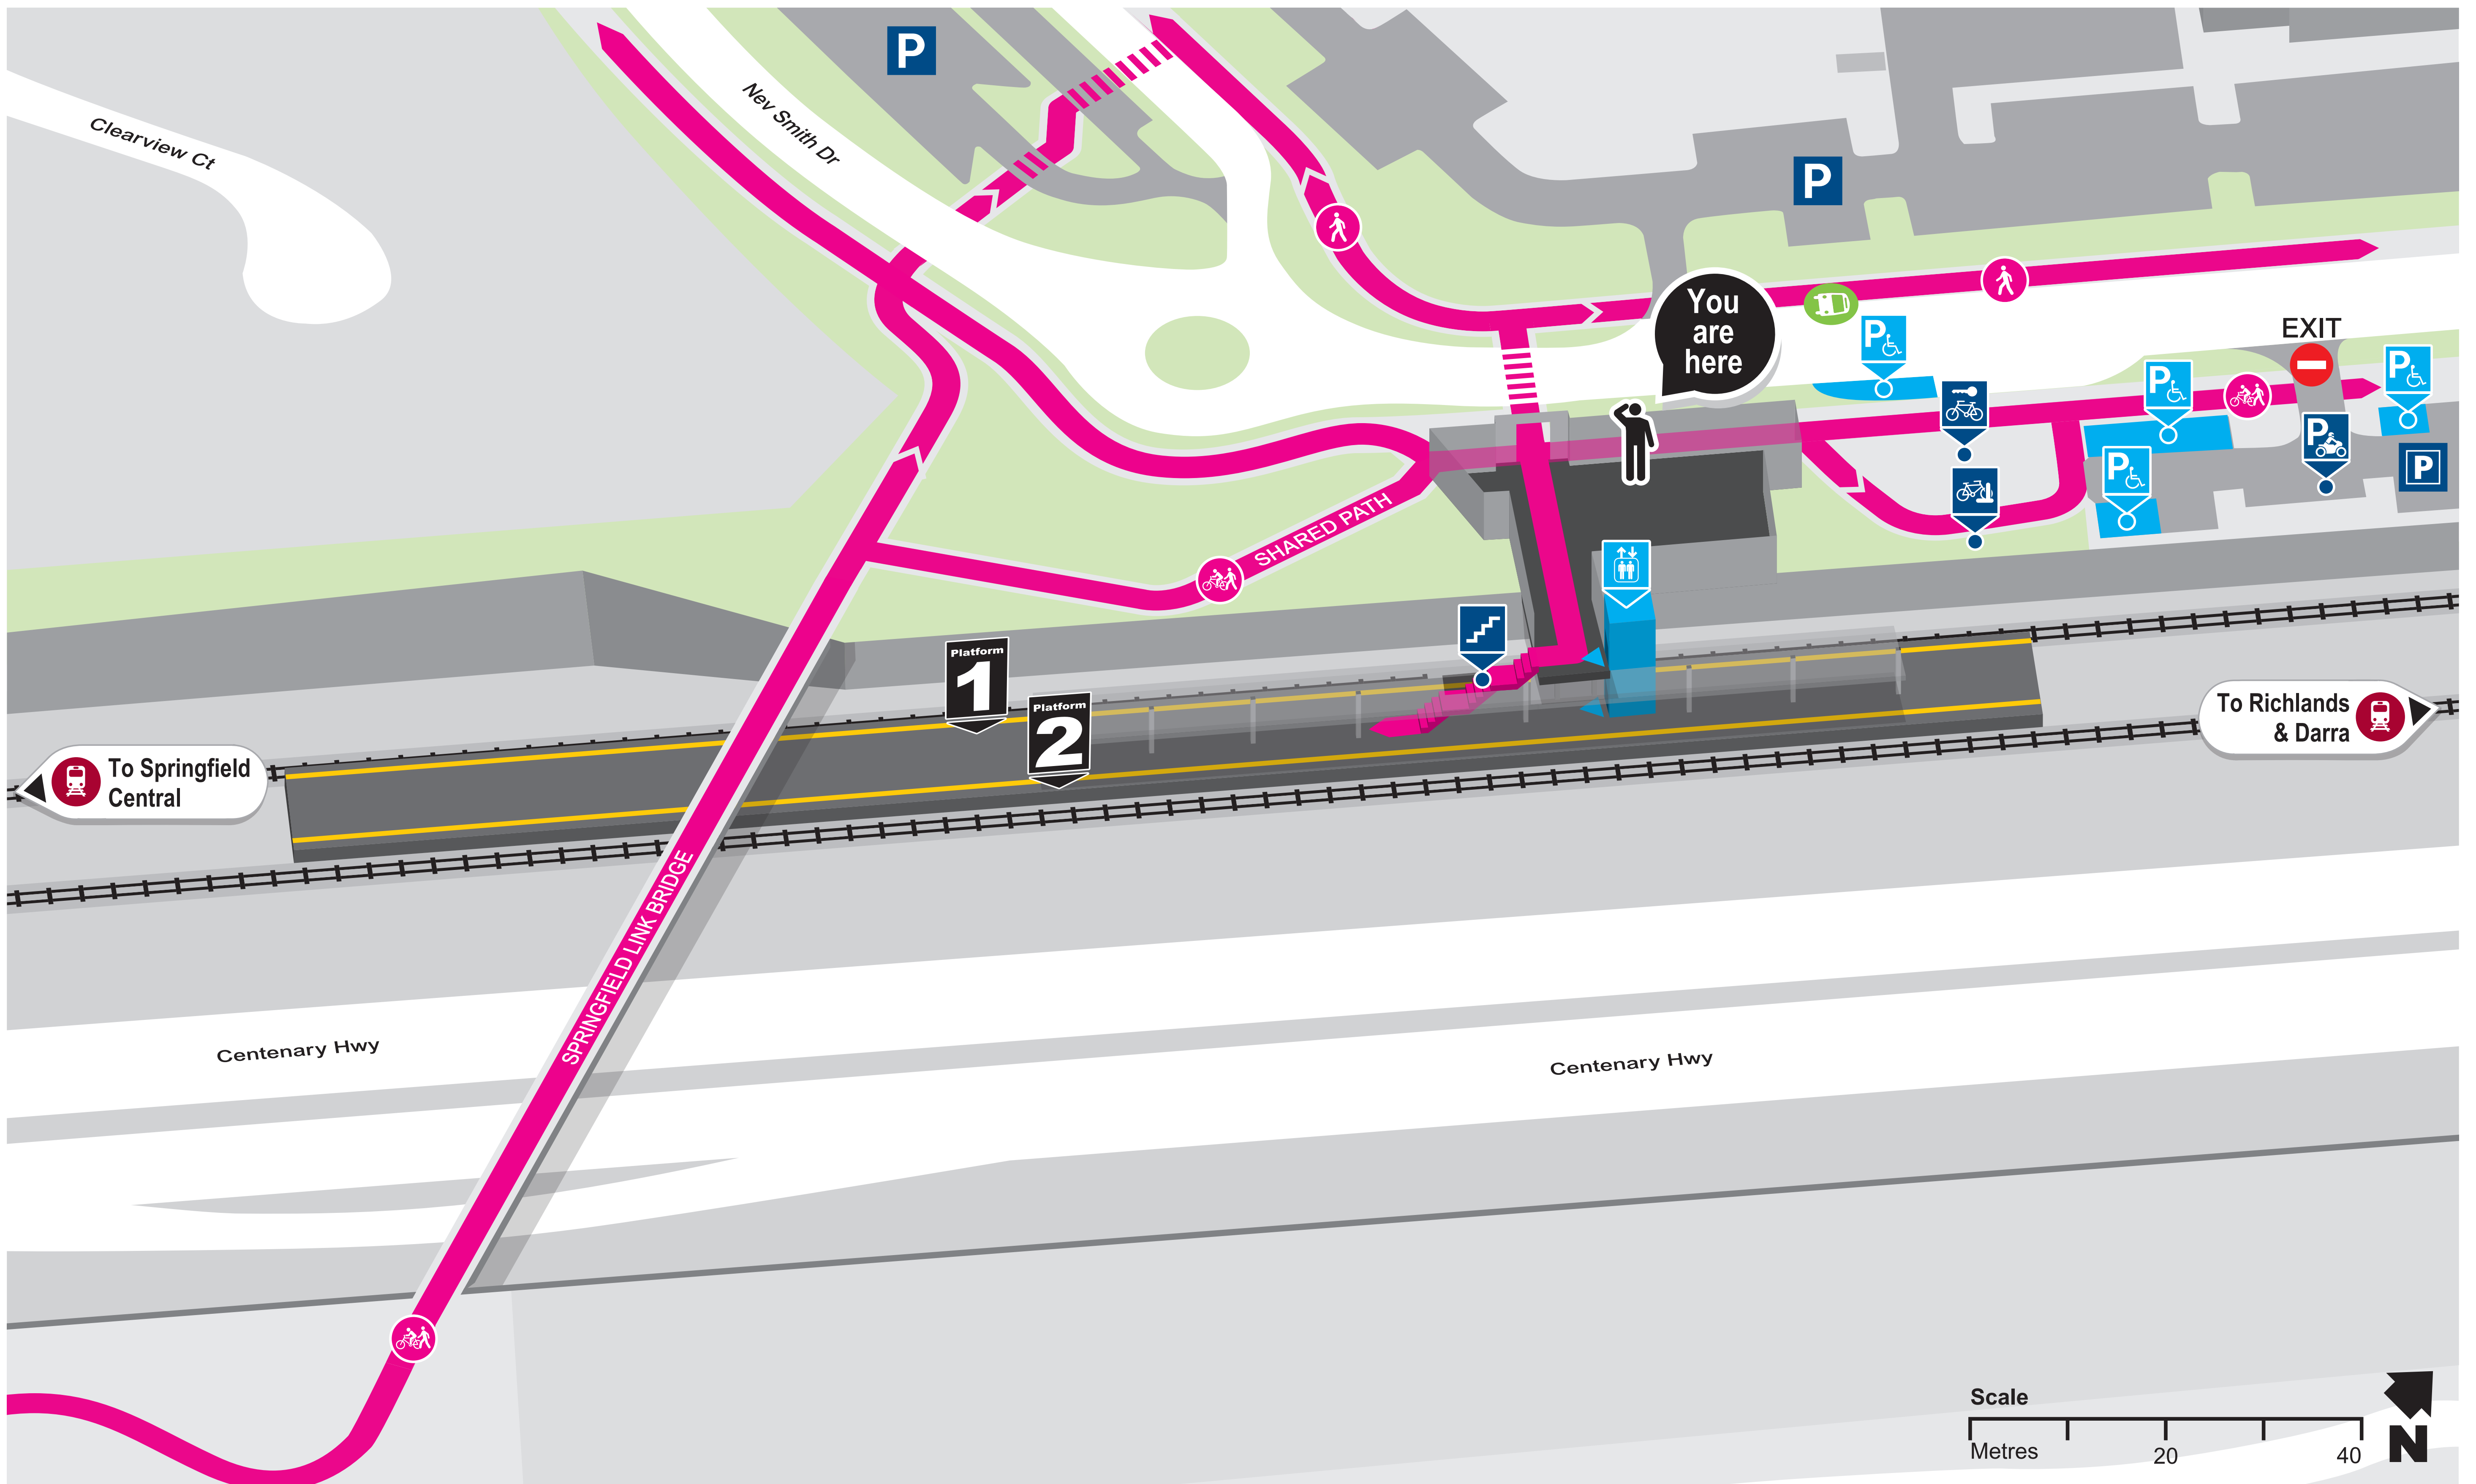 P
Clearview Ct
Nev Smith Dr
P
You
are
here
EXIT
P
P
P
P
P
P
SHARED PATH
Platform
1
Platform
2
To Springfield
Central
To Richlands
& Darra
SPRINGFIELD LINK BRIDGE
Centenary Hwy
Centenary Hwy
Scale
Metres
20
40
N